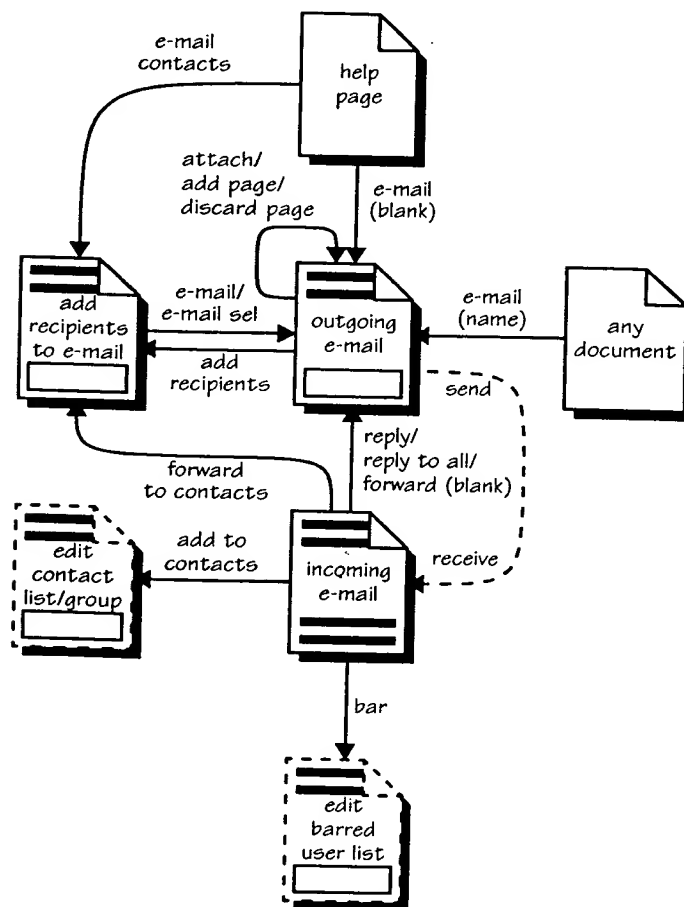 e-mail
contacts
help
page
attach/
add page/
discard page
e-mail
(blank)
add
recipients
to e-mail
e-mail/
e-mail sel
add
recipients
outgoing
e-mail
e-mail
(name)
any
document
send
forward
to contacts
reply/
reply to all/
forward (blank)
edit
contact
list/group
add to
contacts
incoming
e-mail
receive
bar
edit
barred
user list